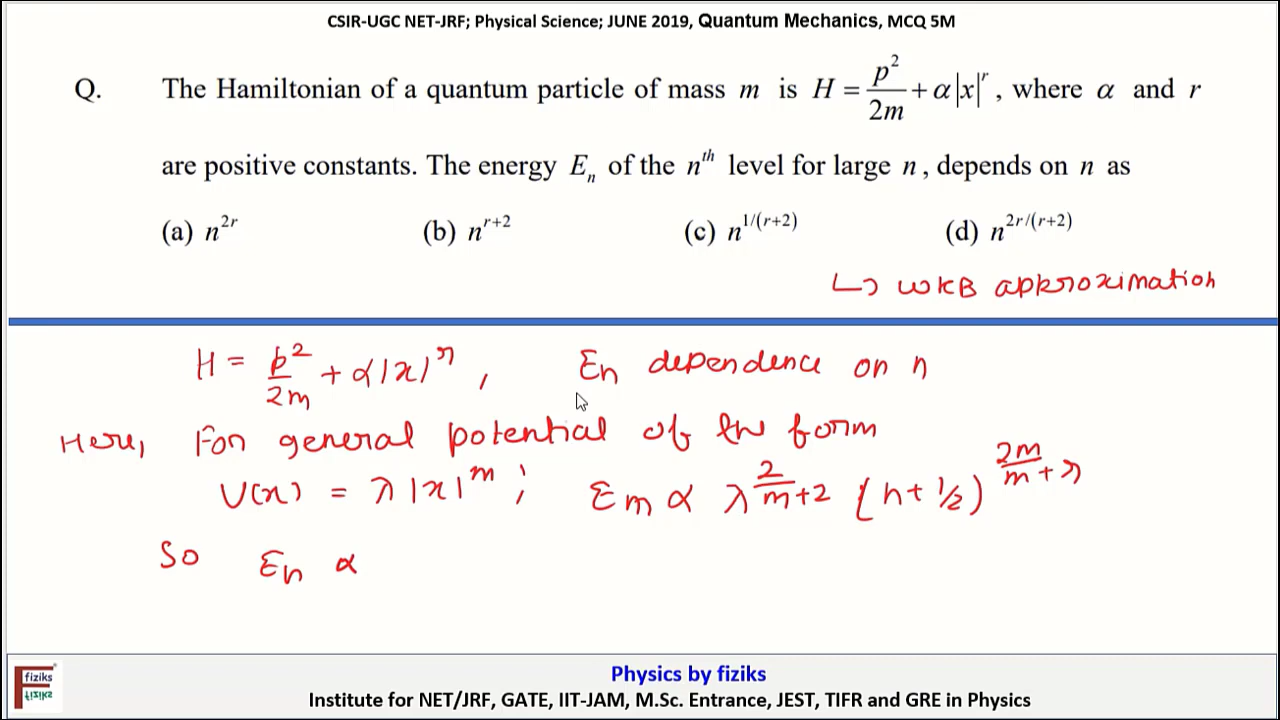 CSIR-UGC NET-JRF; Physical Science; JUNE 2019, Quantum Mechanics, MCQ 5M
Q. The Hamiltonian of a quantum particle of mass m is H = p²/2m + α|x|^r, where α and r
are positive constants. The energy Eₙ of the n^th level for large n, depends on n as
(a) n^2r (b) n^r+2 (c) n^1/(r+2) (d) n^2r/(r+2)
↳ WKB approximation
H = p²/2m + α|x|^r, En dependence on n
Here, For general potential of the form
V(x) = λ|x|^m ; Em ∝ λ^2/m+2 (n+1/2)^2m/m+λ
So En ∝
fiziks
fiziks
Physics by fiziks
Institute for NET/JRF, GATE, IIT-JAM, M.Sc. Entrance, JEST, TIFR and GRE in Physics